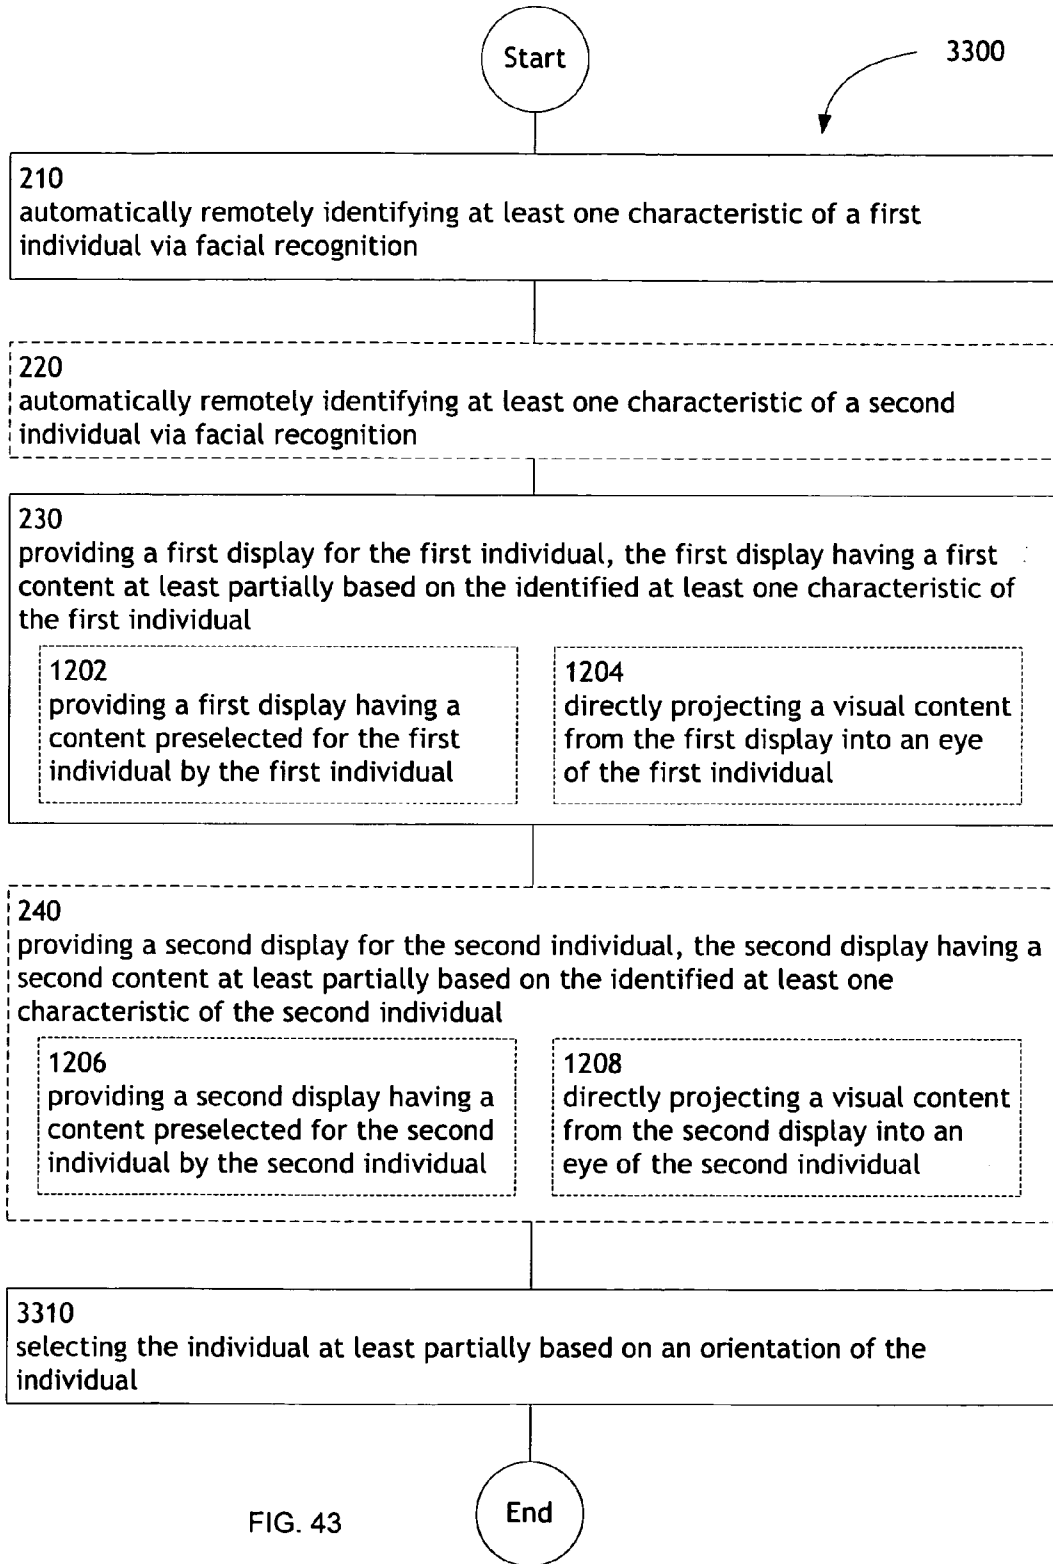 Start
3300
210
automatically remotely identifying at least one characteristic of a first
individual via facial recognition
220
automatically remotely identifying at least one characteristic of a second
individual via facial recognition
230
providing a first display for the first individual, the first display having a first
content at least partially based on the identified at least one characteristic of
the first individual
1202
providing a first display having a
content preselected for the first
individual by the first individual
1204
directly projecting a visual content
from the first display into an eye
of the first individual
240
providing a second display for the second individual, the second display having a
second content at least partially based on the identified at least one
characteristic of the second individual
1206
providing a second display having a
content preselected for the second
individual by the second individual
1208
directly projecting a visual content
from the second display into an
eye of the second individual
3310
selecting the individual at least partially based on an orientation of the
individual
End
FIG. 43